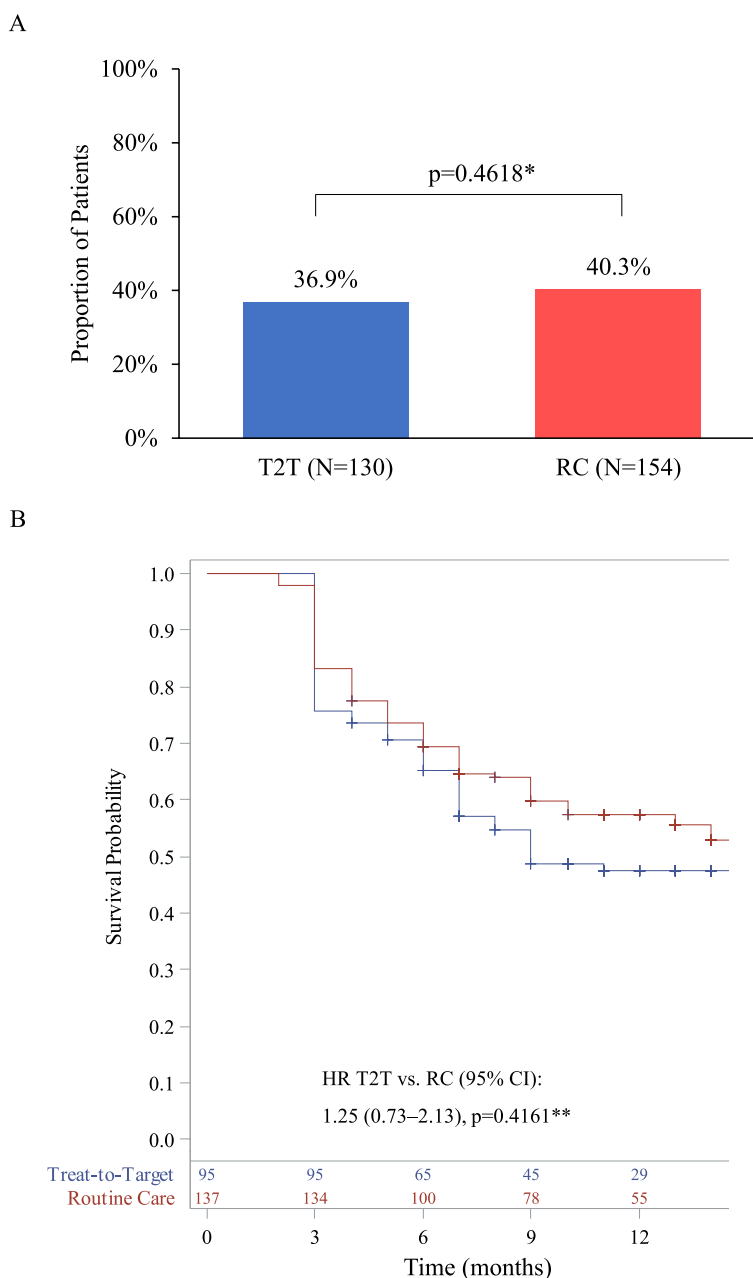 A
100%
80%
60%
40%
20%
0%
Proportion of Patients
p=0.4618*
36.9%
40.3%
T2T (N=130)
RC (N=154)
B
1.0
0.9
0.8
0.7
0.6
0.5
0.4
0.3
0.2
0.1
0.0
Survival Probability
HR T2T vs. RC (95% CI):
1.25 (0.73–2.13), p=0.4161**
Treat-to-Target 95 95 65 45 29
Routine Care 137 134 100 78 55
0 3 6 9 12
Time (months)